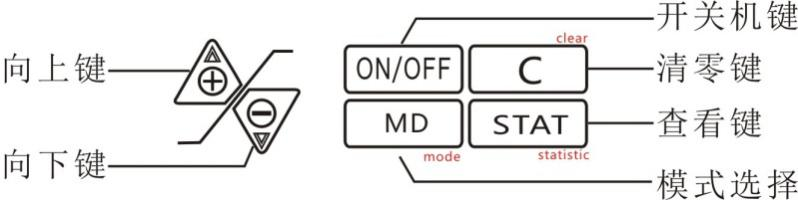 开关机键
clear
向上键
ON/OFF
C
清零键
MD
STAT
查看键
向下键
mode
statistic
模式选择